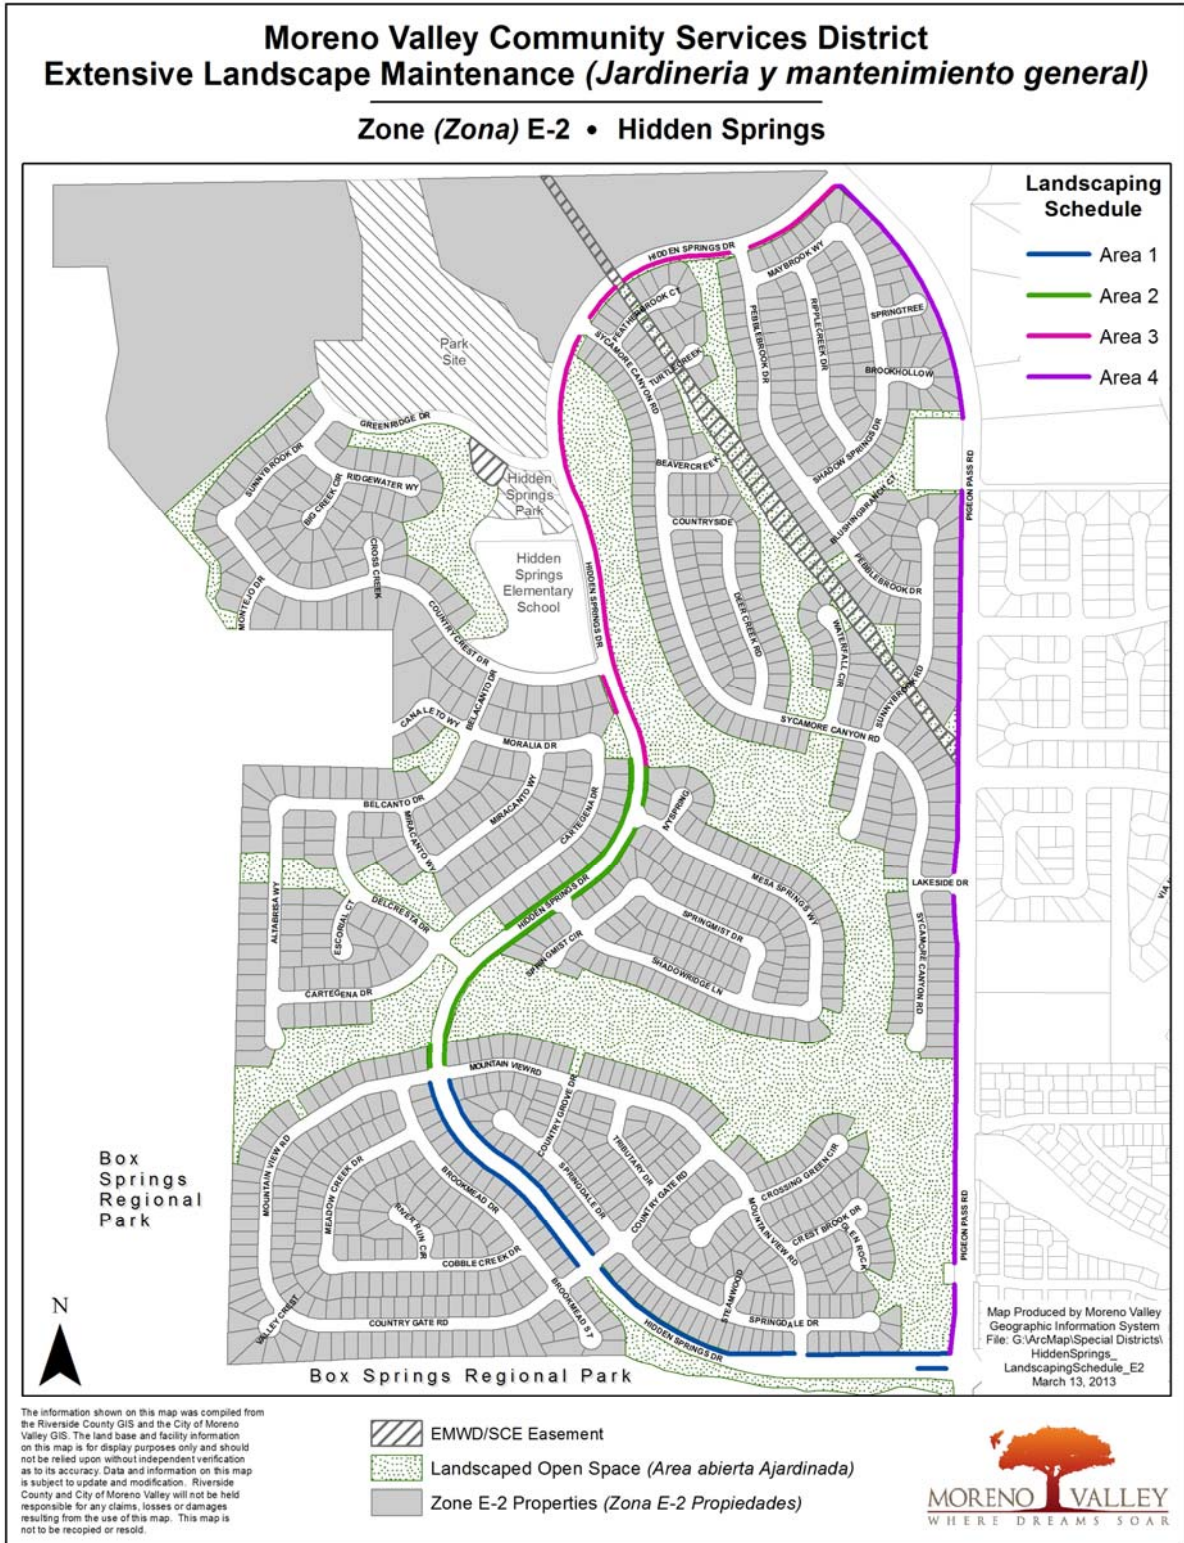 Moreno Valley Community Services District
Extensive Landscape Maintenance (Jardineria y mantenimiento general)
Zone (Zona) E-2 • Hidden Springs
Landscaping
Schedule
Area 1
Area 2
Area 3
Area 4
HIDDEN SPRINGS DR
MAYBROOK WY
FEATHERBROOK CT
SPRINGTREE
PEBBLEBROOK DR
RIPPLECREEK DR
SYCAMORE CANYON RD
TURTLECREEK
BROOKHOLLOW
Park
Site
GREENRIDGE DR
SUNNYBROOK DR
SHADOW SPRINGS DR
BEAVERCREEK
PIGEON PASS RD
RIDGEWATER WY
BIG CREEK CIR
Hidden
Springs
Park
BLUSHINGBRANCH CT
COUNTRYSIDE
CROSS CREEK
Hidden
Springs
Elementary
School
HIDDEN SPRINGS DR
PEBBLEBROOK DR
MONTEJO DR
DEER CREEK RD
COUNTRY CREST DR
WATERFALL CIR
SUNNYBROOK RD
BELACANTO DR
CANALETO WY
SYCAMORE CANYON RD
MORALIA DR
MIRACANTO WY
BELCANTO DR
CARTEGENA DR
NYSPRING
MIRACANTO WY
MESA SPRINGS WY
LAKESIDE DR
HIDDEN SPRINGS DR
ALTABRISA WY
ESCORIAL CT
DELCRESTA DR
SPRINGMIST DR
SPRINGMIST CIR
SYCAMORE CANYON RD
SHADOWRIDGE LN
CARTEGENA DR
MOUNTAIN VIEW RD
COUNTRY GROVE DR
Box
Springs
Regional
Park
MOUNTAIN VIEW RD
MEADOW CREEK DR
BROOKMEAD DR
TRIBUTARY DR
SPRINGDALE DR
COUNTRY GATE RD
CROSSING GREEN CIR
MOUNTAIN VIEW RD
CREST BROOK DR
GLEN ROCK
PIGEON PASS RD
RIVER RUN CIR
COBBLE CREEK DR
BROOKMEAD ST
STEAMWOOD
SPRINGDALE DR
VALLEY CREST
COUNTRY GATE RD
HIDDEN SPRINGS DR
N
Box Springs Regional Park
Map Produced by Moreno Valley
Geographic Information System
File: G:\ArcMap\Special Districts\
HiddenSprings_
LandscapingSchedule_E2
March 13, 2013
The information shown on this map was compiled from
the Riverside County GIS and the City of Moreno
Valley GIS. The land base and facility information
on this map is for display purposes only and should
not be relied upon without independent verification
as to its accuracy. Data and information on this map
is subject to update and modification. Riverside
County and City of Moreno Valley will not be held
responsible for any claims, losses or damages
resulting from the use of this map. This map is
not to be recopied or resold.
EMWD/SCE Easement
Landscaped Open Space (Area abierta Ajardinada)
Zone E-2 Properties (Zona E-2 Propiedades)
MORENO VALLEY
WHERE DREAMS SOAR